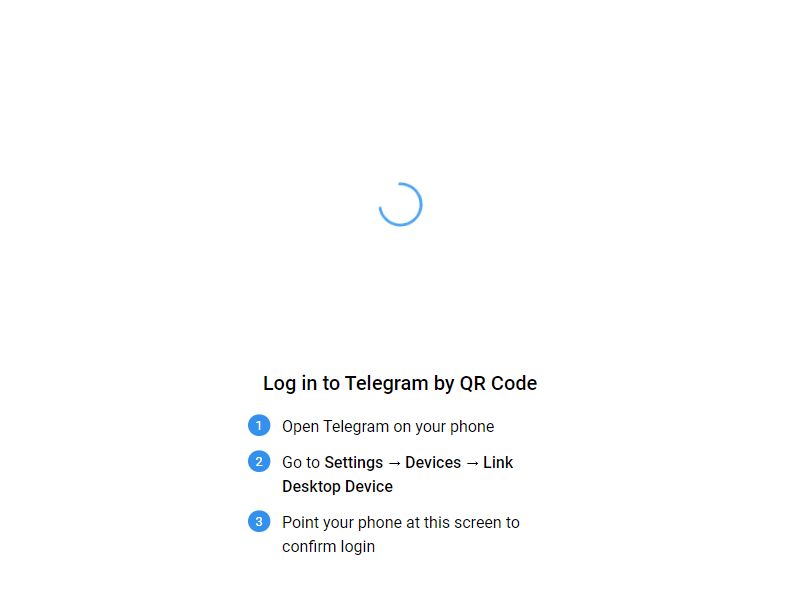 Log in to Telegram by QR Code
1 Open Telegram on your phone
2 Go to Settings → Devices → Link
Desktop Device
3 Point your phone at this screen to
confirm login